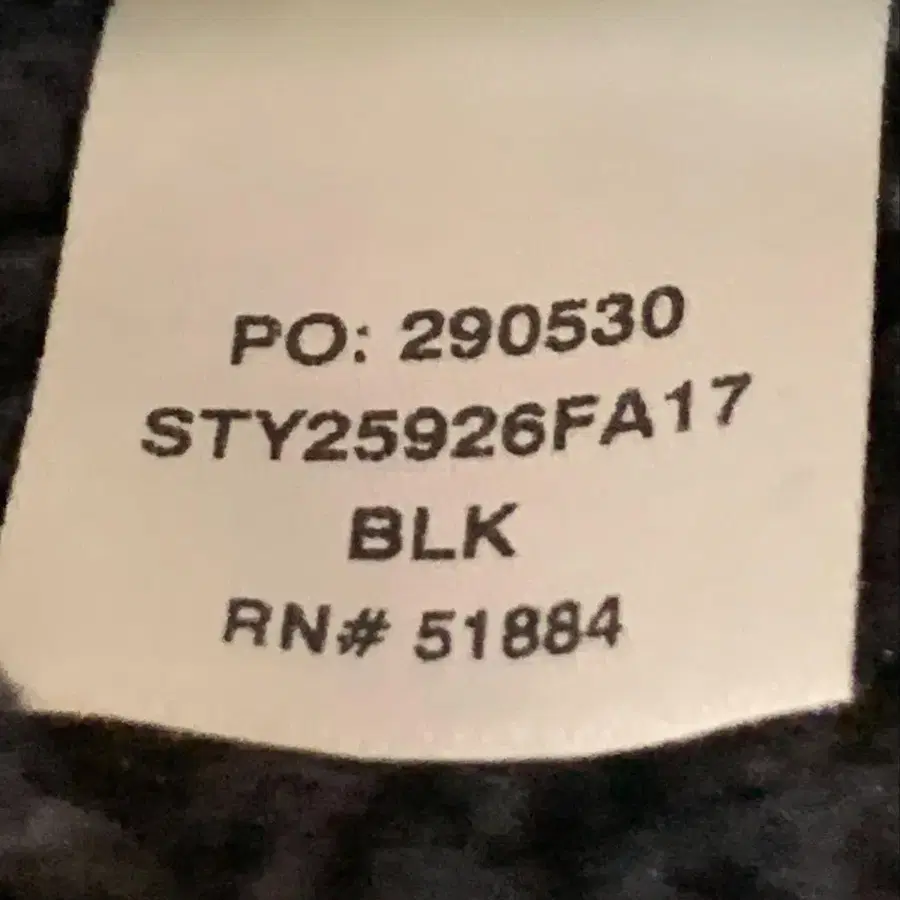 PO: 290530
STY25926FA17
BLK
RN# 51884